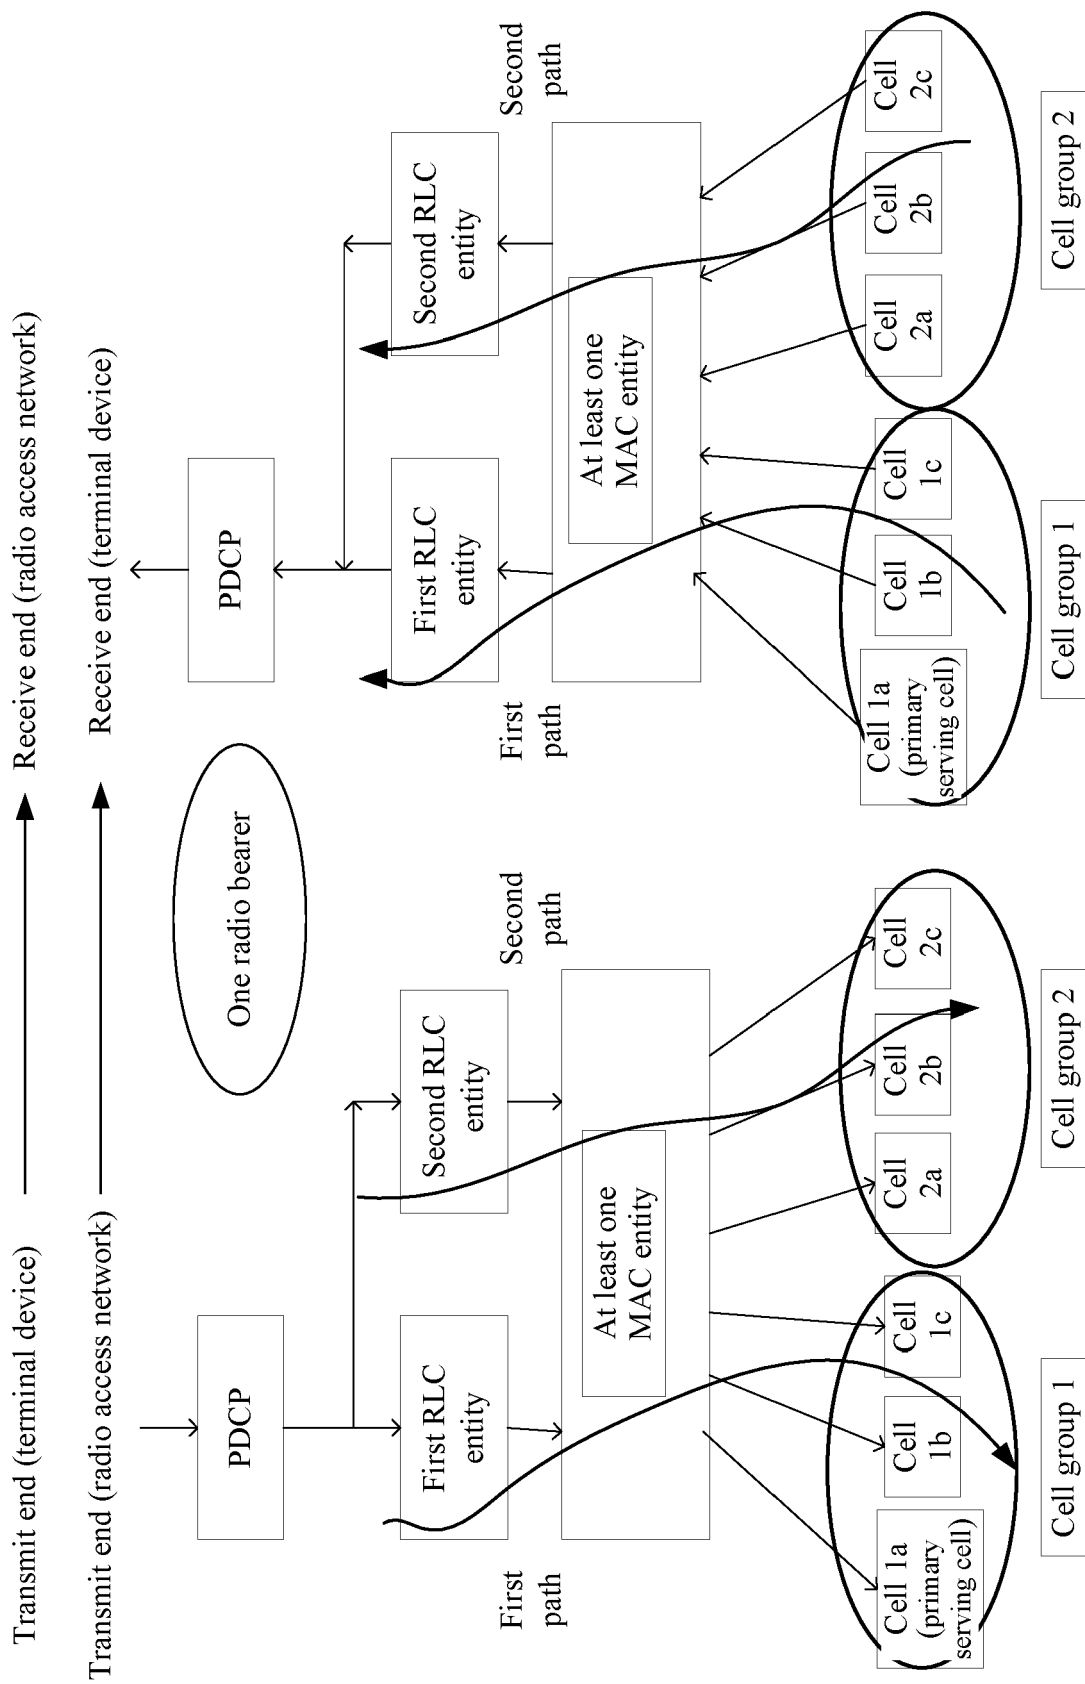 Transmit end (terminal device)
Receive end (radio access network)
Transmit end (radio access network)
Receive end (terminal device)
One radio bearer
PDCP
First RLC
entity
Second RLC
entity
First
path
Second
path
At least one
MAC entity
Cell 1a
(primary
serving cell)
Cell
1b
Cell
1c
Cell
2a
Cell
2b
Cell
2c
Cell group 1
Cell group 2
PDCP
First RLC
entity
Second RLC
entity
First
path
Second
path
At least one
MAC entity
Cell 1a
(primary
serving cell)
Cell
1b
Cell
1c
Cell
2a
Cell
2b
Cell
2c
Cell group 1
Cell group 2